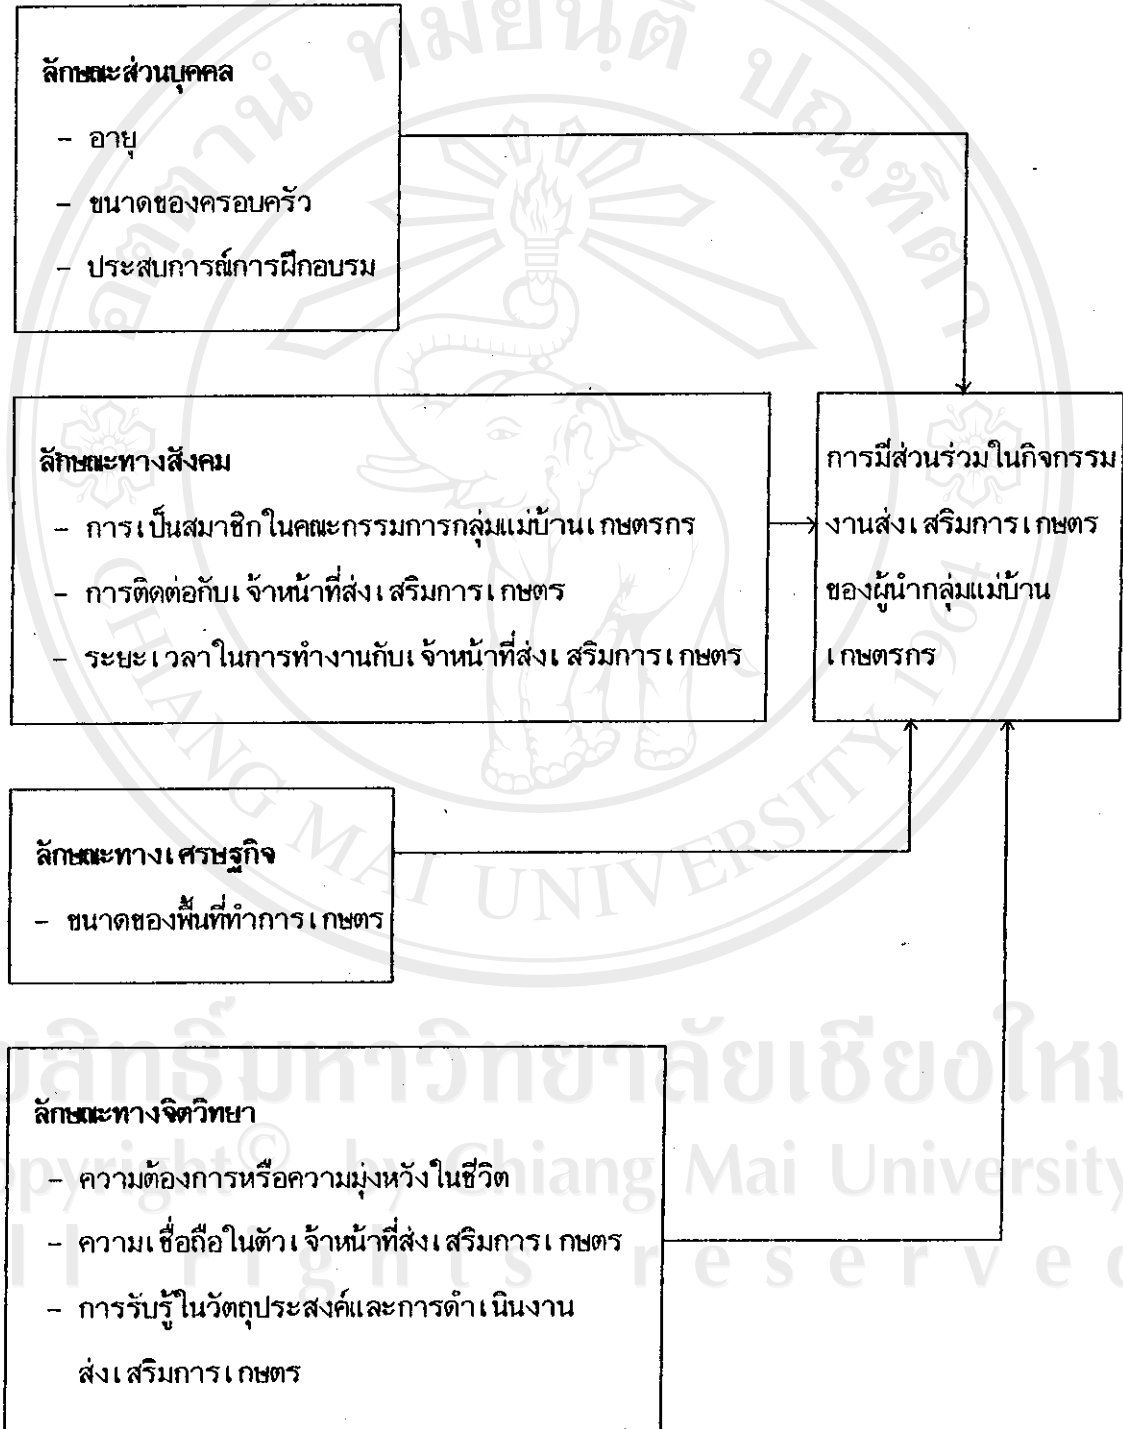 ลักษณะส่วนบุคคล
- อายุ
- ขนาดของครอบครัว
- ประสบการณ์การฝึกอบรม
ลักษณะทางสังคม
- การเป็นสมาชิกในคณะกรรมการกลุ่มแม่บ้านเกษตรกร
- การติดต่อกับเจ้าหน้าที่ส่งเสริมการเกษตร
- ระยะเวลาในการทำงานกับเจ้าหน้าที่ส่งเสริมการเกษตร
การมีส่วนร่วมในกิจกรรม
งานส่งเสริมการเกษตร
ของผู้นำกลุ่มแม่บ้าน
เกษตรกร
ลักษณะทางเศรษฐกิจ
- ขนาดของพื้นที่ทำการเกษตร
ลักษณะทางจิตวิทยา
- ความต้องการหรือความมุ่งหวังในชีวิต
- ความเชื่อถือในตัวเจ้าหน้าที่ส่งเสริมการเกษตร
- การรับรู้ในวัตถุประสงค์และการดำเนินงาน
ส่งเสริมการเกษตร
อตฺตานํ ทมยนฺติ ปณฺฑิตา
CHIANG MAI UNIVERSITY 1964
สิทธิ์มหาวิทยาลัยเชียงใหม
opyright© by Chiang Mai University
ll rights reserved